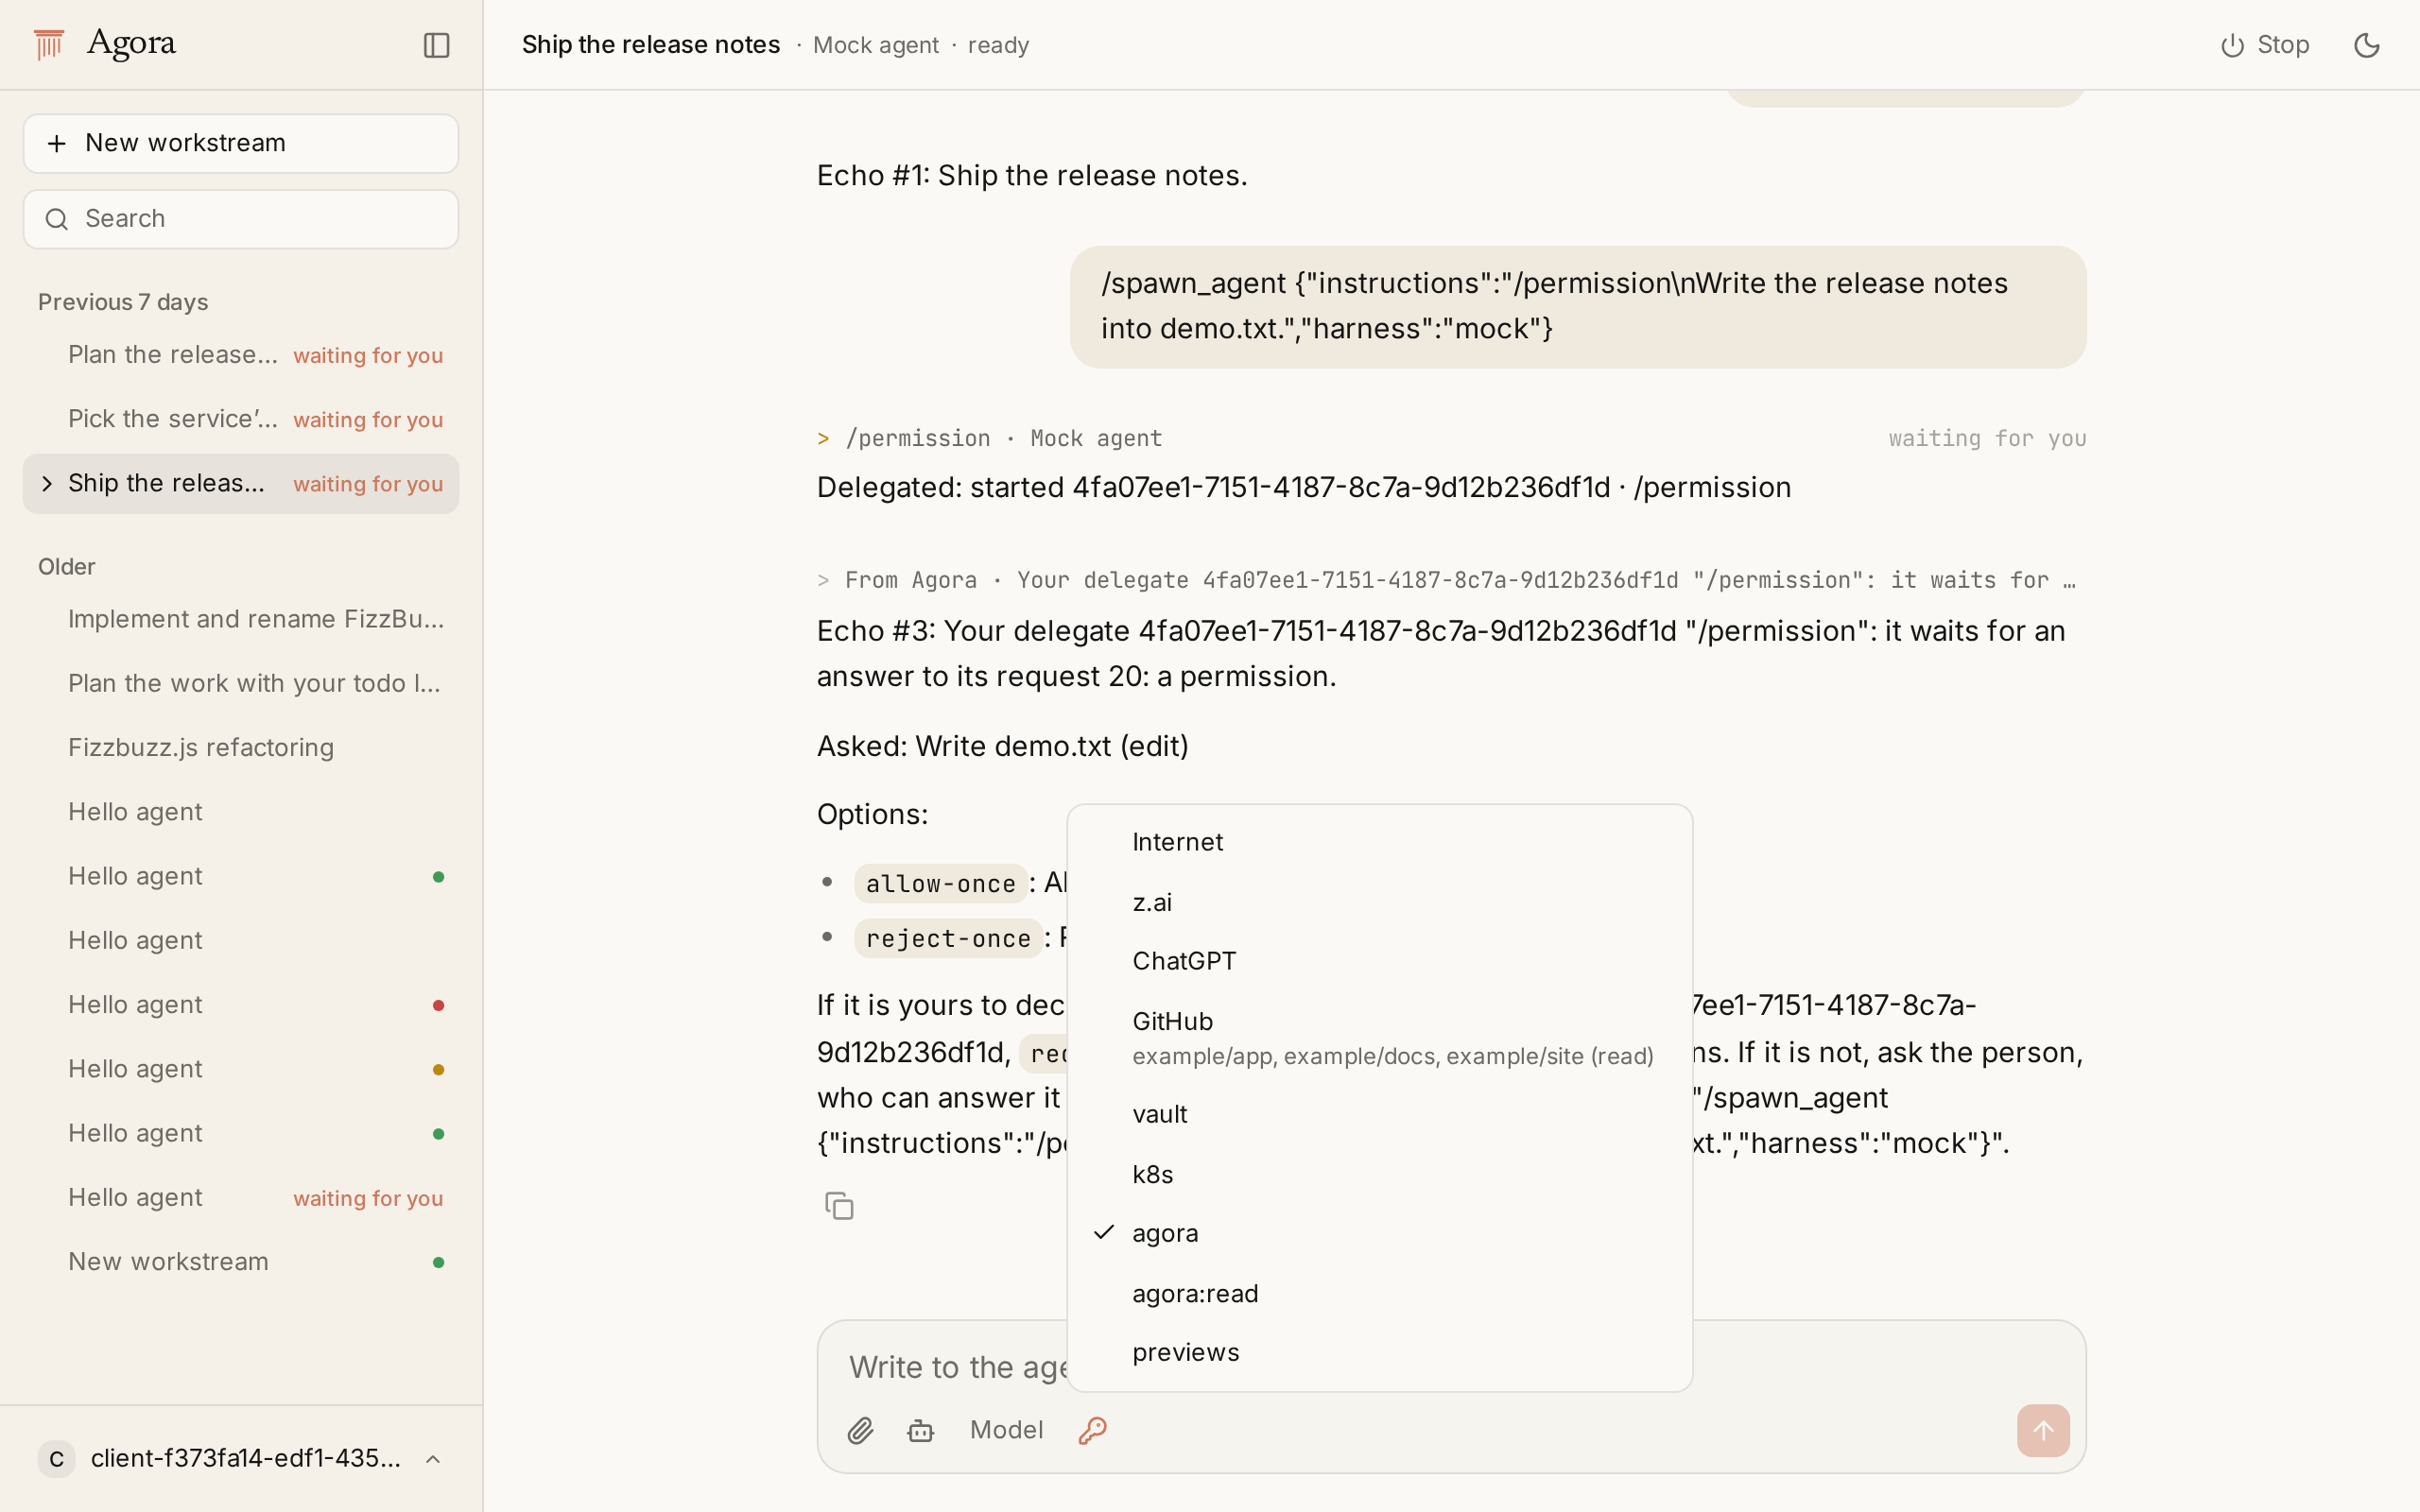 Agora
New workstream
Search
Previous 7 days
Plan the release... waiting for you
Pick the service’... waiting for you
Ship the releas... waiting for you
Older
Implement and rename FizzBu...
Plan the work with your todo l...
Fizzbuzz.js refactoring
Hello agent
Hello agent
Hello agent
Hello agent
Hello agent
Hello agent
Hello agent waiting for you
New workstream
C client-f373fa14-edf1-435...
Ship the release notes · Mock agent · ready
Stop
Echo #1: Ship the release notes.
/spawn_agent {"instructions":"/permission\nWrite the release notes
into demo.txt.","harness":"mock"}
> /permission · Mock agent waiting for you
Delegated: started 4fa07ee1-7151-4187-8c7a-9d12b236df1d · /permission
> From Agora · Your delegate 4fa07ee1-7151-4187-8c7a-9d12b236df1d "/permission": it waits for …
Echo #3: Your delegate 4fa07ee1-7151-4187-8c7a-9d12b236df1d "/permission": it waits for an
answer to its request 20: a permission.
Asked: Write demo.txt (edit)
Options:
• allow-once :
• reject-once :
If it is yours to 7ee1-7151-4187-8c7a-
9d12b236df1d, ns. If it is not, ask the person,
who can answer it "/spawn_agent
{"instructions":"/ xt.","harness":"mock"}".
Internet
z.ai
ChatGPT
GitHub
example/app, example/docs, example/site (read)
vault
k8s
agora
agora:read
previews
Write to the
Model